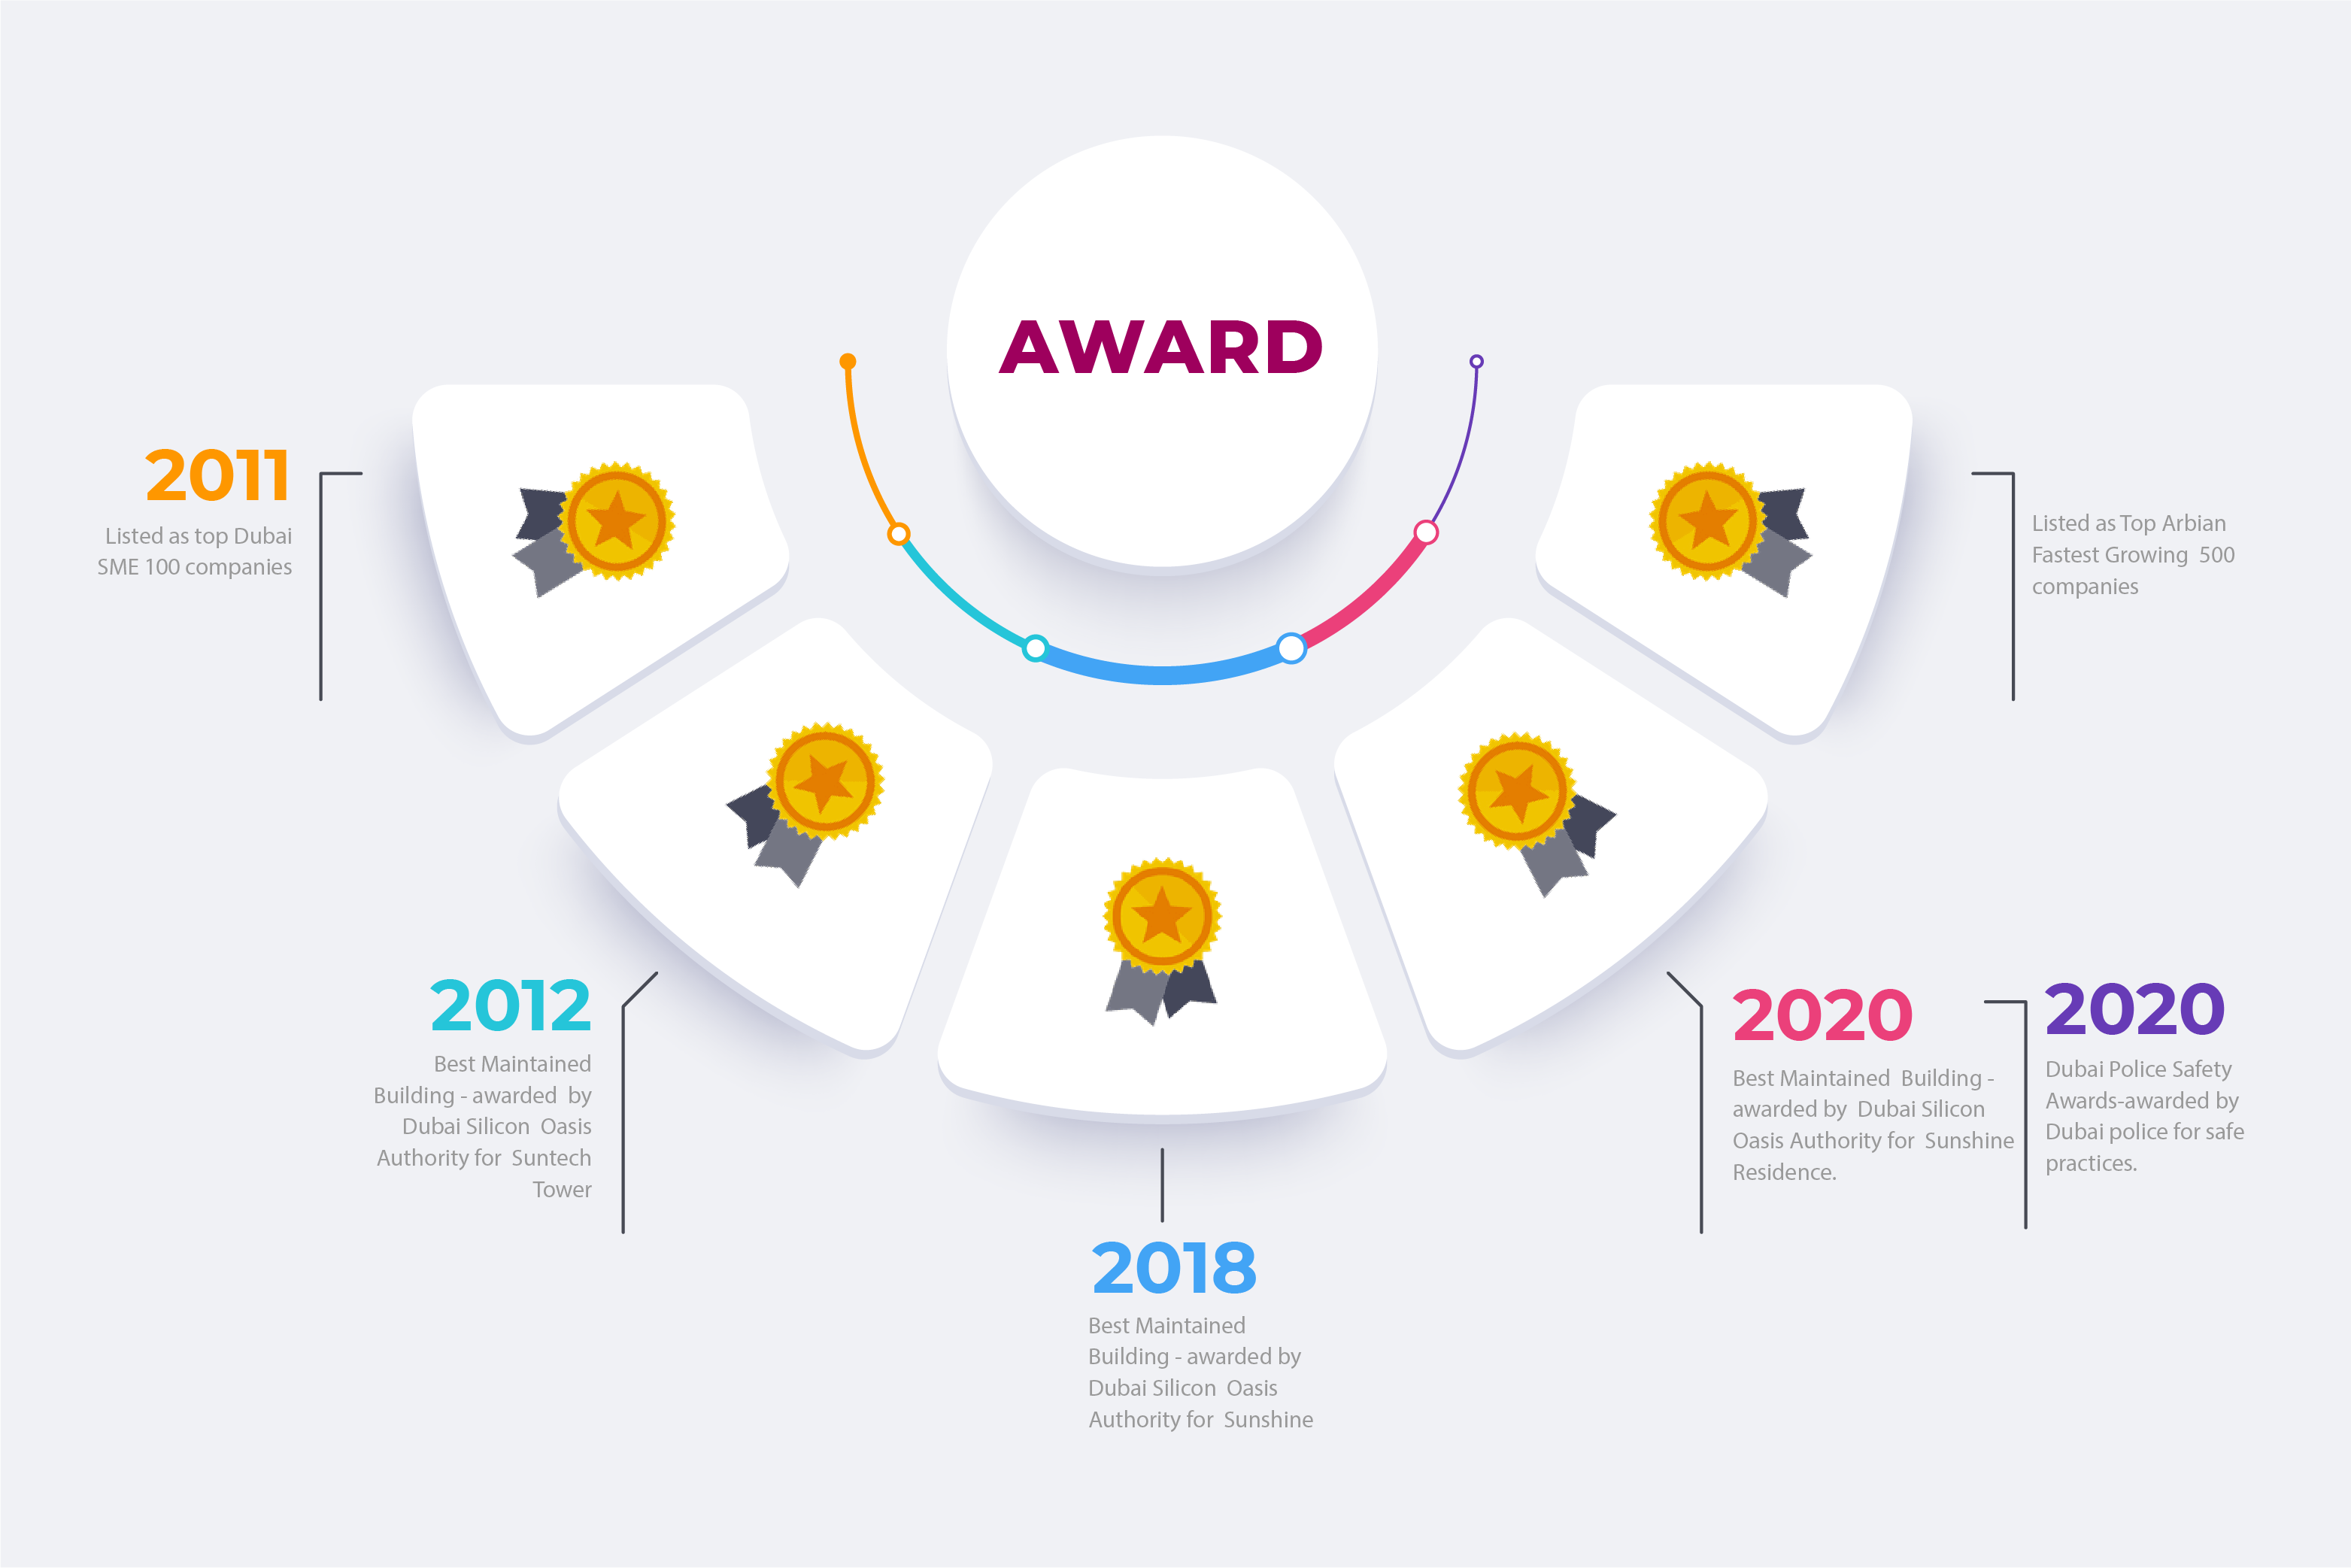 AWARD
2011
Listed as top Dubai
SME 100 companies
2012
Best Maintained
Building - awarded by
Dubai Silicon Oasis
Authority for Suntech
Tower
2018
Best Maintained
Building - awarded by
Dubai Silicon Oasis
Authority for Sunshine
2020
Best Maintained Building -
awarded by Dubai Silicon
Oasis Authority for Sunshine
Residence.
2020
Dubai Police Safety
Awards-awarded by
Dubai police for safe
practices.
Listed as Top Arbian
Fastest Growing 500
companies